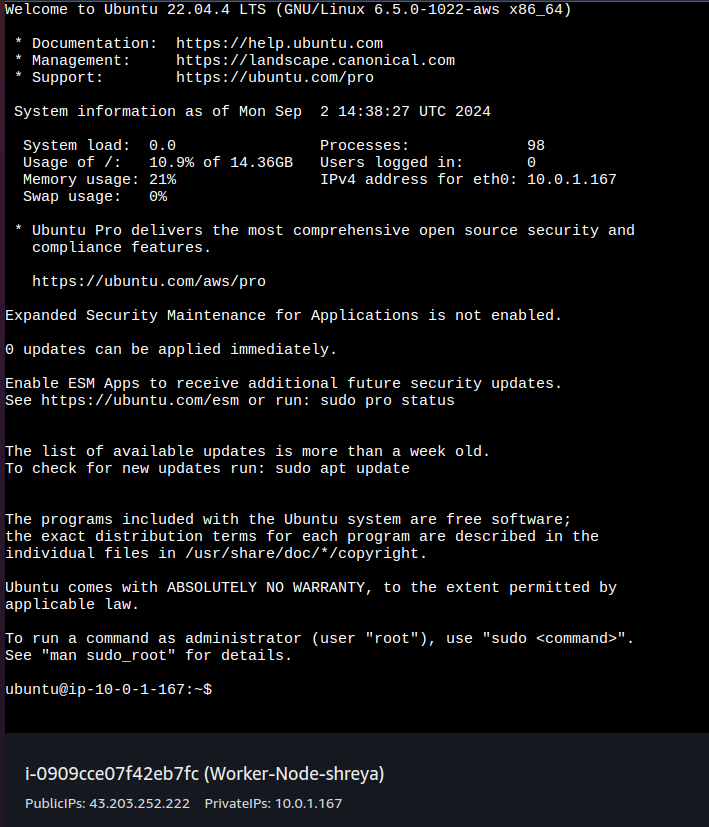 Welcome to Ubuntu 22.04.4 LTS (GNU/Linux 6.5.0-1022-aws x86_64)
* Documentation:  https://help.ubuntu.com
* Management:     https://landscape.canonical.com
* Support:        https://ubuntu.com/pro
System information as of Mon Sep  2 14:38:27 UTC 2024
System load:  0.0                Processes:             98
Usage of /:   10.9% of 14.36GB   Users logged in:       0
Memory usage: 21%                IPv4 address for eth0: 10.0.1.167
Swap usage:   0%
* Ubuntu Pro delivers the most comprehensive open source security and
compliance features.
https://ubuntu.com/aws/pro
Expanded Security Maintenance for Applications is not enabled.
0 updates can be applied immediately.
Enable ESM Apps to receive additional future security updates.
See https://ubuntu.com/esm or run: sudo pro status
The list of available updates is more than a week old.
To check for new updates run: sudo apt update
The programs included with the Ubuntu system are free software;
the exact distribution terms for each program are described in the
individual files in /usr/share/doc/*/copyright.
Ubuntu comes with ABSOLUTELY NO WARRANTY, to the extent permitted by
applicable law.
To run a command as administrator (user "root"), use "sudo <command>".
See "man sudo_root" for details.
ubuntu@ip-10-0-1-167:~$
i-0909cce07f42eb7fc (Worker-Node-shreya)
PublicIPs: 43.203.252.222    PrivateIPs: 10.0.1.167